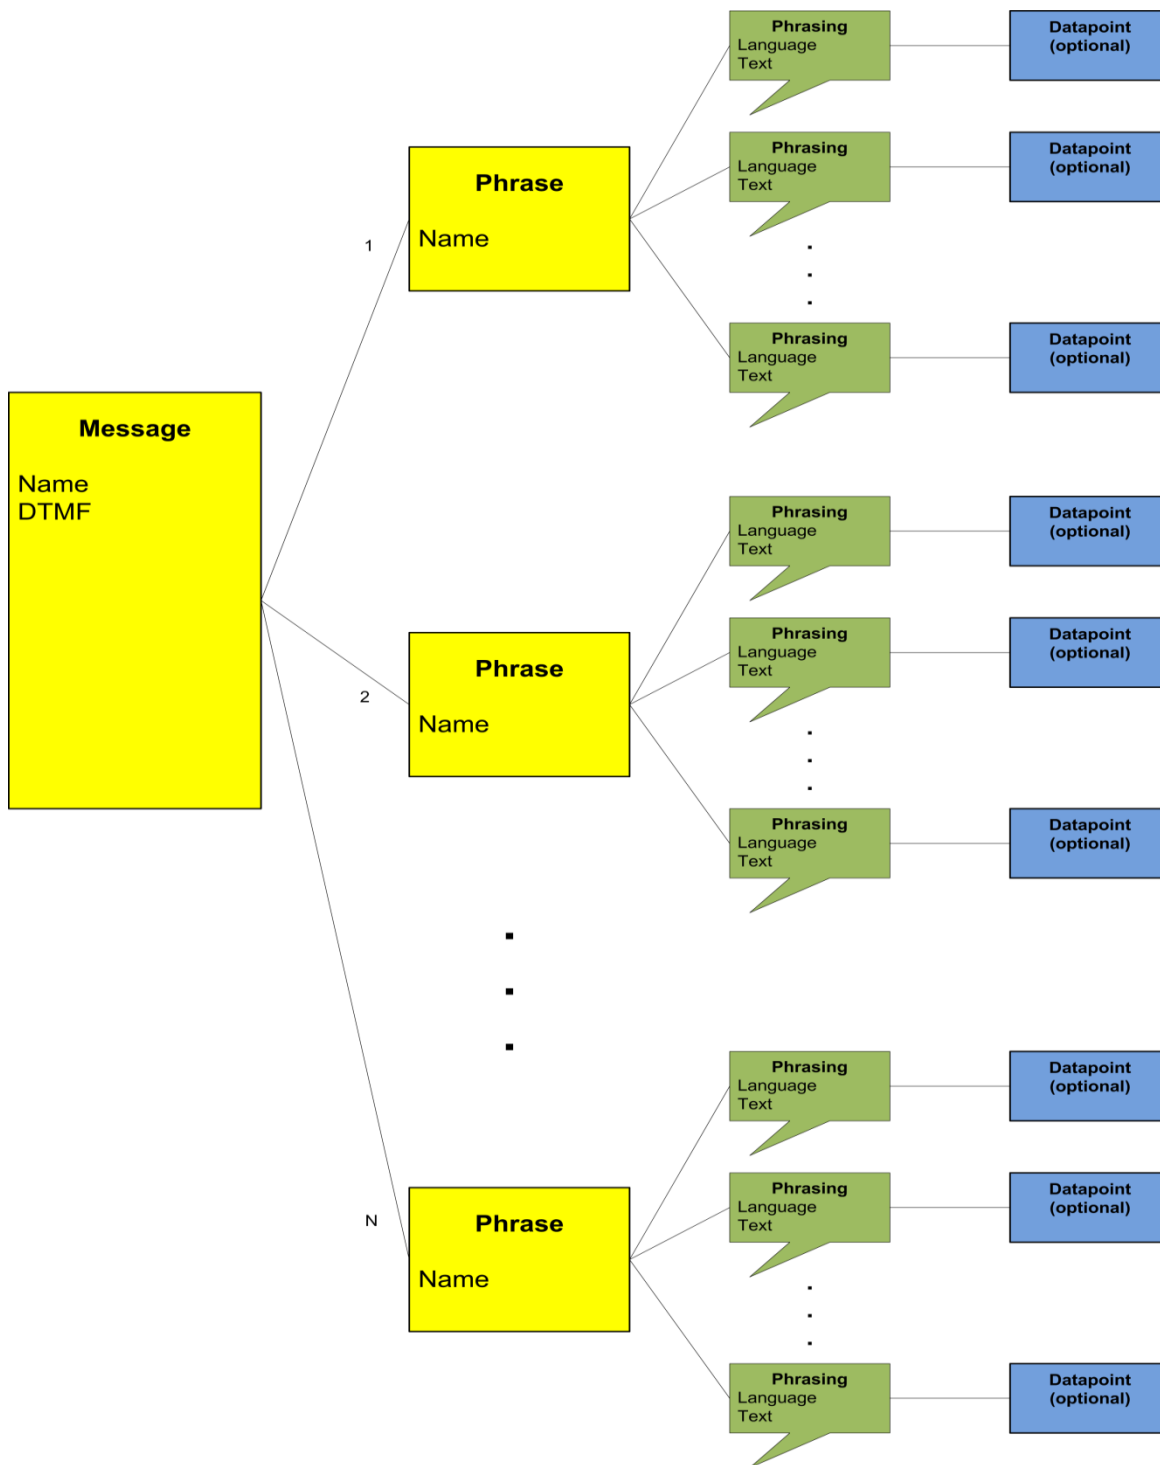 Phrasing
Language
Text
Datapoint
(optional)
Phrasing
Language
Text
Datapoint
(optional)
Phrase
Name
1
Phrasing
Language
Text
Datapoint
(optional)
Message
Name
DTMF
Phrasing
Language
Text
Datapoint
(optional)
Phrasing
Language
Text
Datapoint
(optional)
Phrase
Name
2
Phrasing
Language
Text
Datapoint
(optional)
Phrasing
Language
Text
Datapoint
(optional)
Phrasing
Language
Text
Datapoint
(optional)
Phrase
Name
N
Phrasing
Language
Text
Datapoint
(optional)